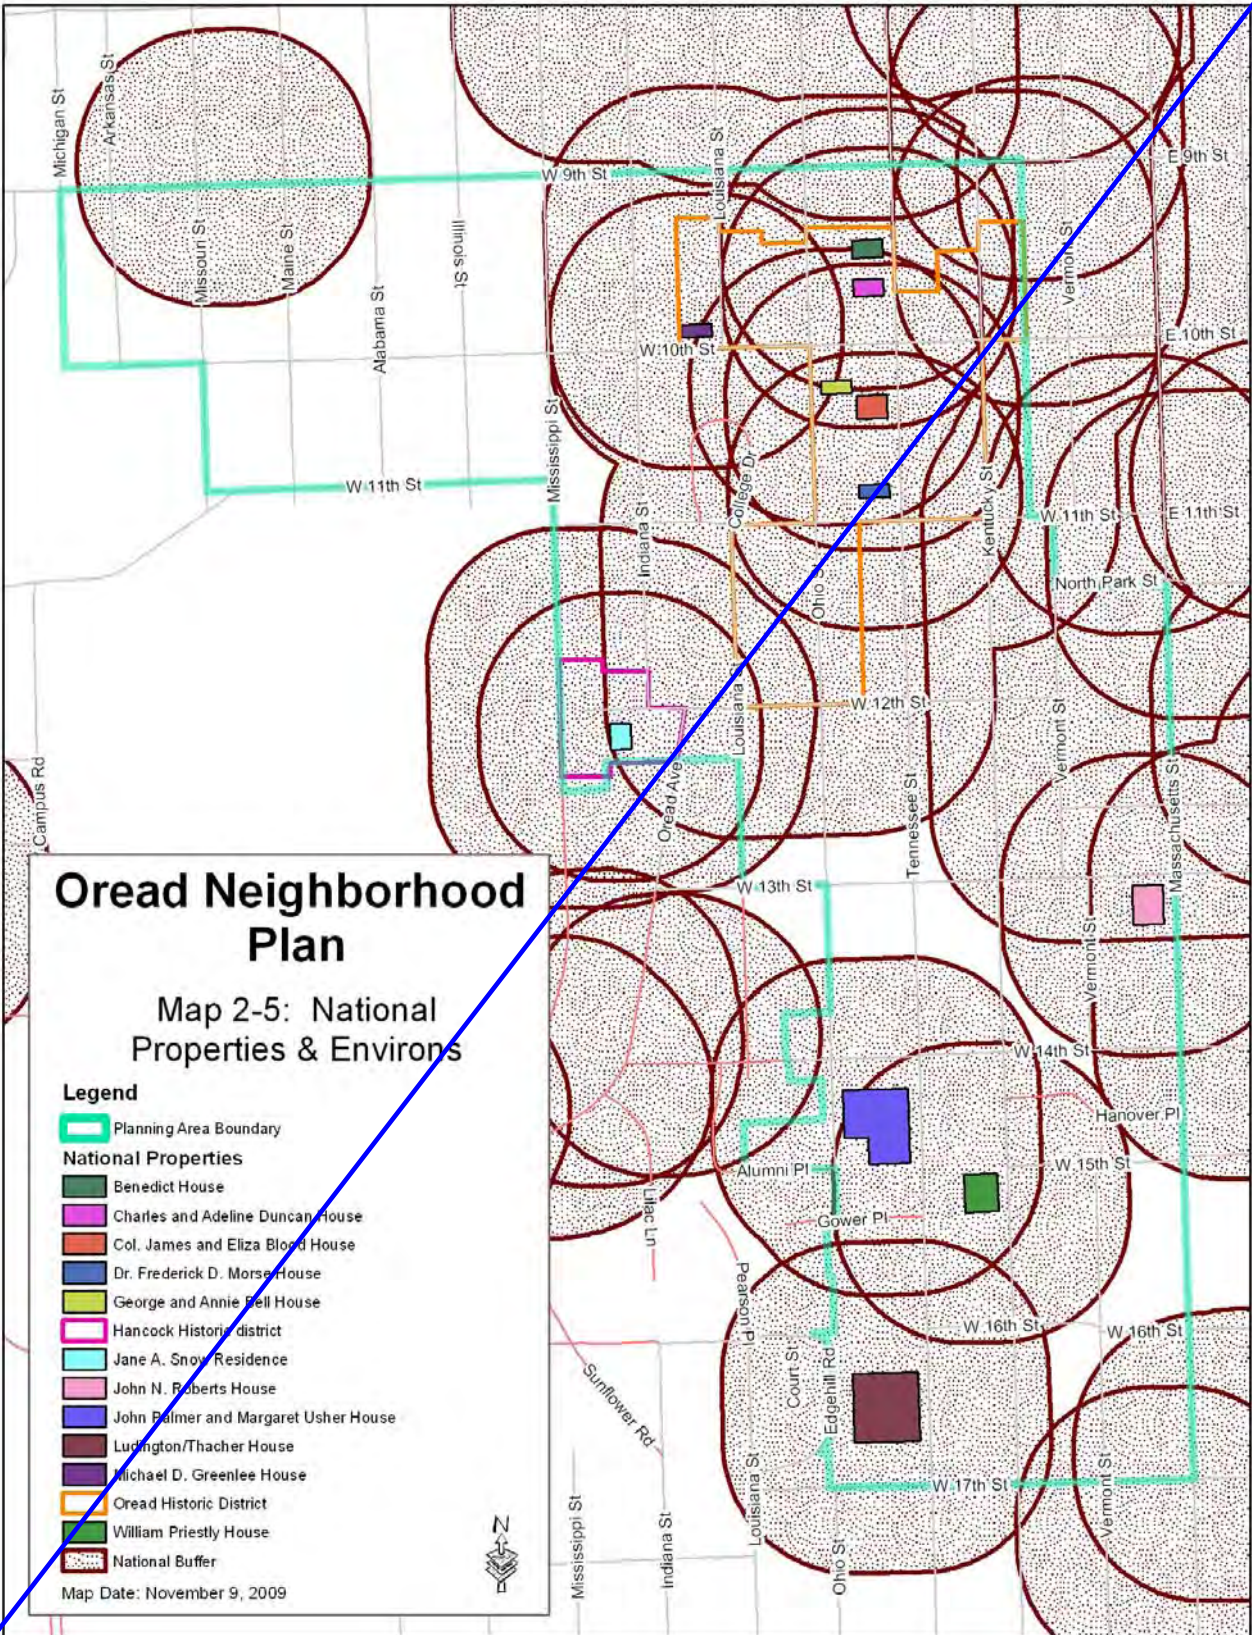 Michigan St
Arkansas St
Missouri St
Maine St
Illinois St
Alabama St
W 9th St
Louisiana St
E 9th St
Vermont St
W 10th St
E 10th St
Mississippi St
W 11th St
Indiana St
College Dr
Ohio St
Kentucky St
W 11th St
E 11th St
North Park St
Louisiana St
W 12th St
Vermont St
Campus Rd
Oread Ave
Tennessee St
Massachusetts St
W 13th St
Vermont St
W 14th St
Hanover Pl
Alumni Pl
W 15th St
Lilac Ln
Gower Pl
Pearson Pl
W 16th St
W 16th St
Court St
Edgehill Rd
Sunflower Rd
Louisiana St
W 17th St
Vermont St
Mississippi St
Indiana St
Ohio St
Oread Neighborhood
Plan
Map 2-5: National
Properties & Environs
Legend
Planning Area Boundary
National Properties
Benedict House
Charles and Adeline Duncan House
Col. James and Eliza Blood House
Dr. Frederick D. Morse House
George and Annie Bell House
Hancock Historic district
Jane A. Snow Residence
John N. Roberts House
John Palmer and Margaret Usher House
Ludington/Thacher House
Michael D. Greenlee House
Oread Historic District
William Priestly House
National Buffer
Map Date: November 9, 2009
N